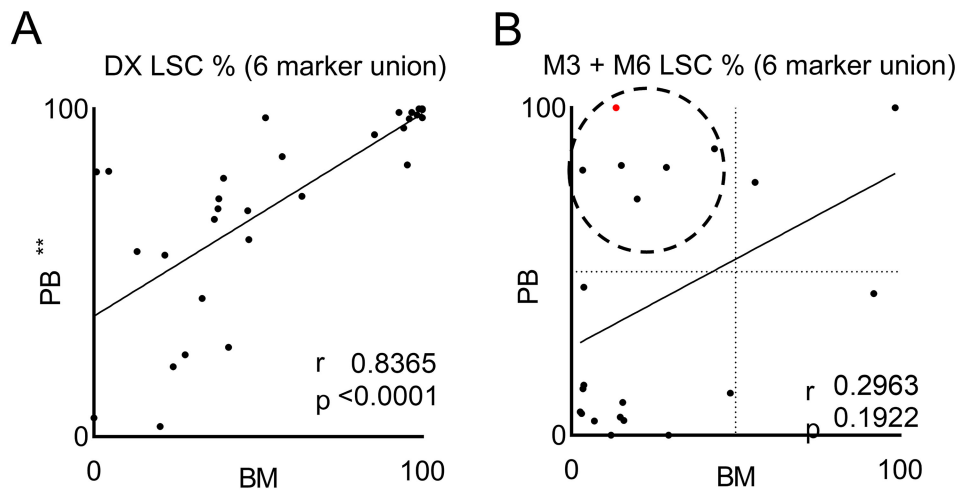 A
DX LSC % (6 marker union)
100
PB **
r 0.8365
p <0.0001
0
0
BM
100
B
M3 + M6 LSC % (6 marker union)
100
PB
r 0.2963
p 0.1922
0
0
BM
100